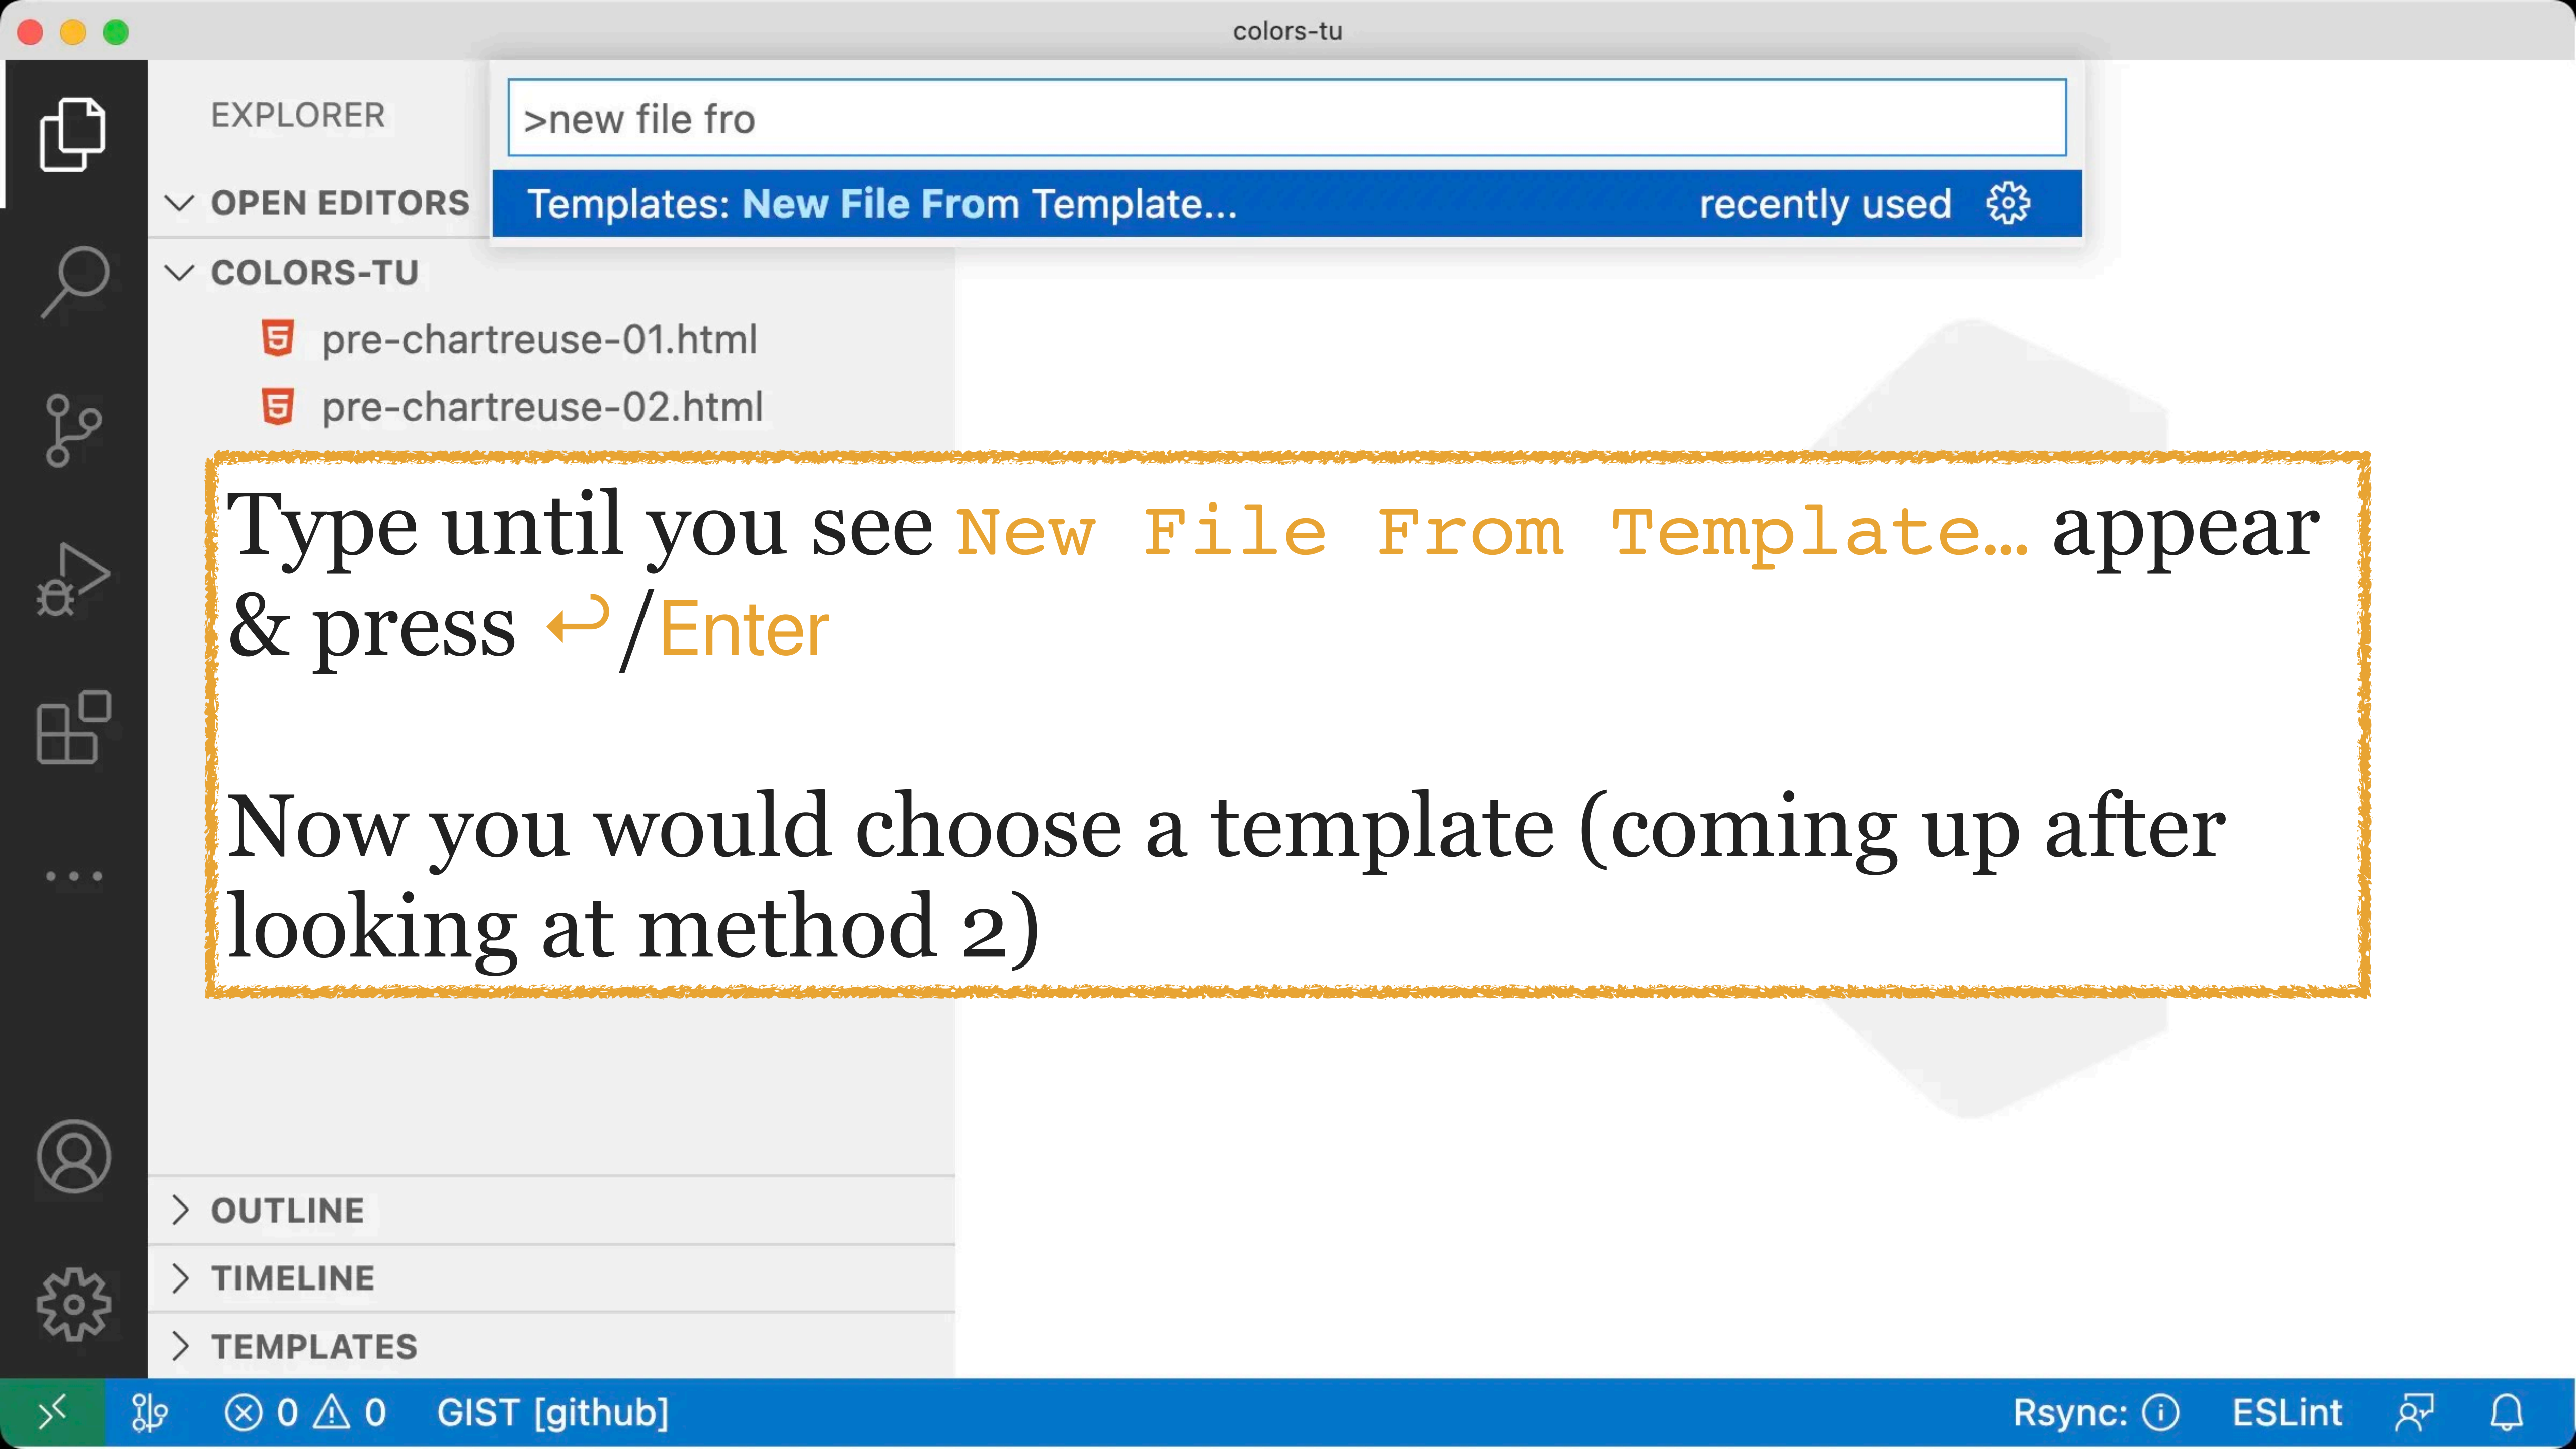 colors-tu
EXPLORER
>new file fro
OPEN EDITORS
Templates: New File From Template...
recently used
COLORS-TU
pre-chartreuse-01.html
pre-chartreuse-02.html
Type until you see New File From Template… appear
& press ↩/Enter
Now you would choose a template (coming up after
looking at method 2)
OUTLINE
TIMELINE
TEMPLATES
0 0 GIST [github] Rsync: ESLint